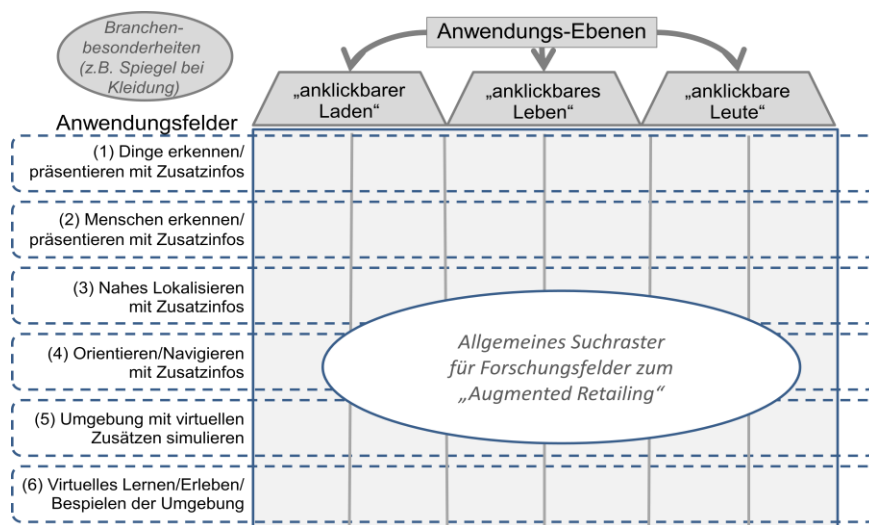 Branchen-
besonderheiten
(z.B. Spiegel bei
Kleidung)
Anwendungs-Ebenen
„anklickbarer
Laden“
„anklickbares
Leben“
„anklickbare
Leute“
Anwendungsfelder
(1) Dinge erkennen/
präsentieren mit Zusatzinfos
(2) Menschen erkennen/
präsentieren mit Zusatzinfos
(3) Nahes Lokalisieren
mit Zusatzinfos
(4) Orientieren/Navigieren
mit Zusatzinfos
(5) Umgebung mit virtuellen
Zusätzen simulieren
(6) Virtuelles Lernen/Erleben/
Bespielen der Umgebung
Allgemeines Suchraster
für Forschungsfelder zum
„Augmented Retailing“